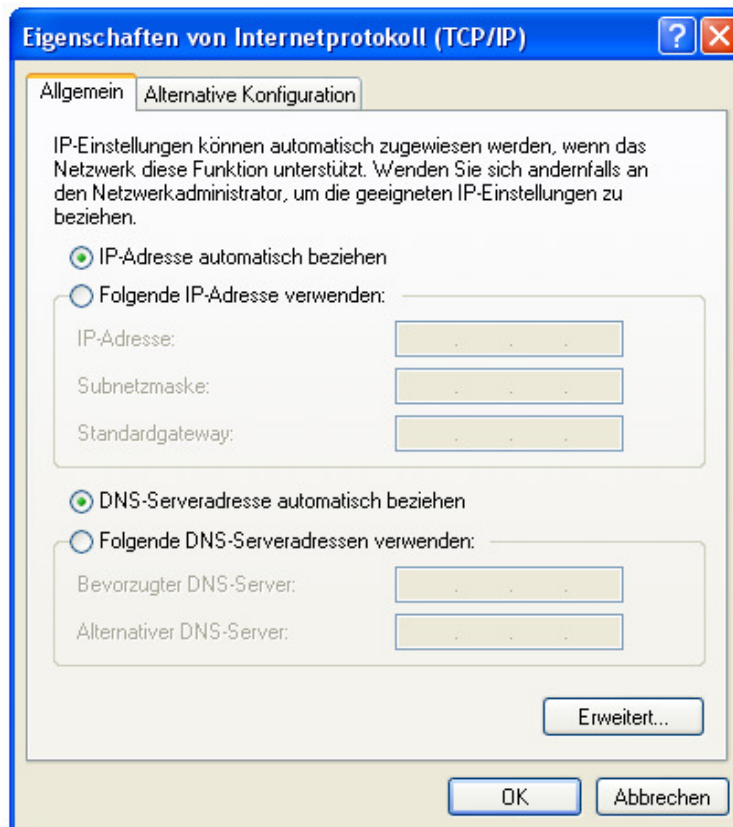 Eigenschaften von Internetprotokoll (TCP/IP)
Allgemein
Alternative Konfiguration
IP-Einstellungen können automatisch zugewiesen werden, wenn das
Netzwerk diese Funktion unterstützt. Wenden Sie sich andernfalls an
den Netzwerkadministrator, um die geeigneten IP-Einstellungen zu
beziehen.
IP-Adresse automatisch beziehen
Folgende IP-Adresse verwenden:
IP-Adresse:
Subnetzmaske:
Standardgateway:
DNS-Serveradresse automatisch beziehen
Folgende DNS-Serveradressen verwenden:
Bevorzugter DNS-Server:
Alternativer DNS-Server:
Erweitert...
OK
Abbrechen